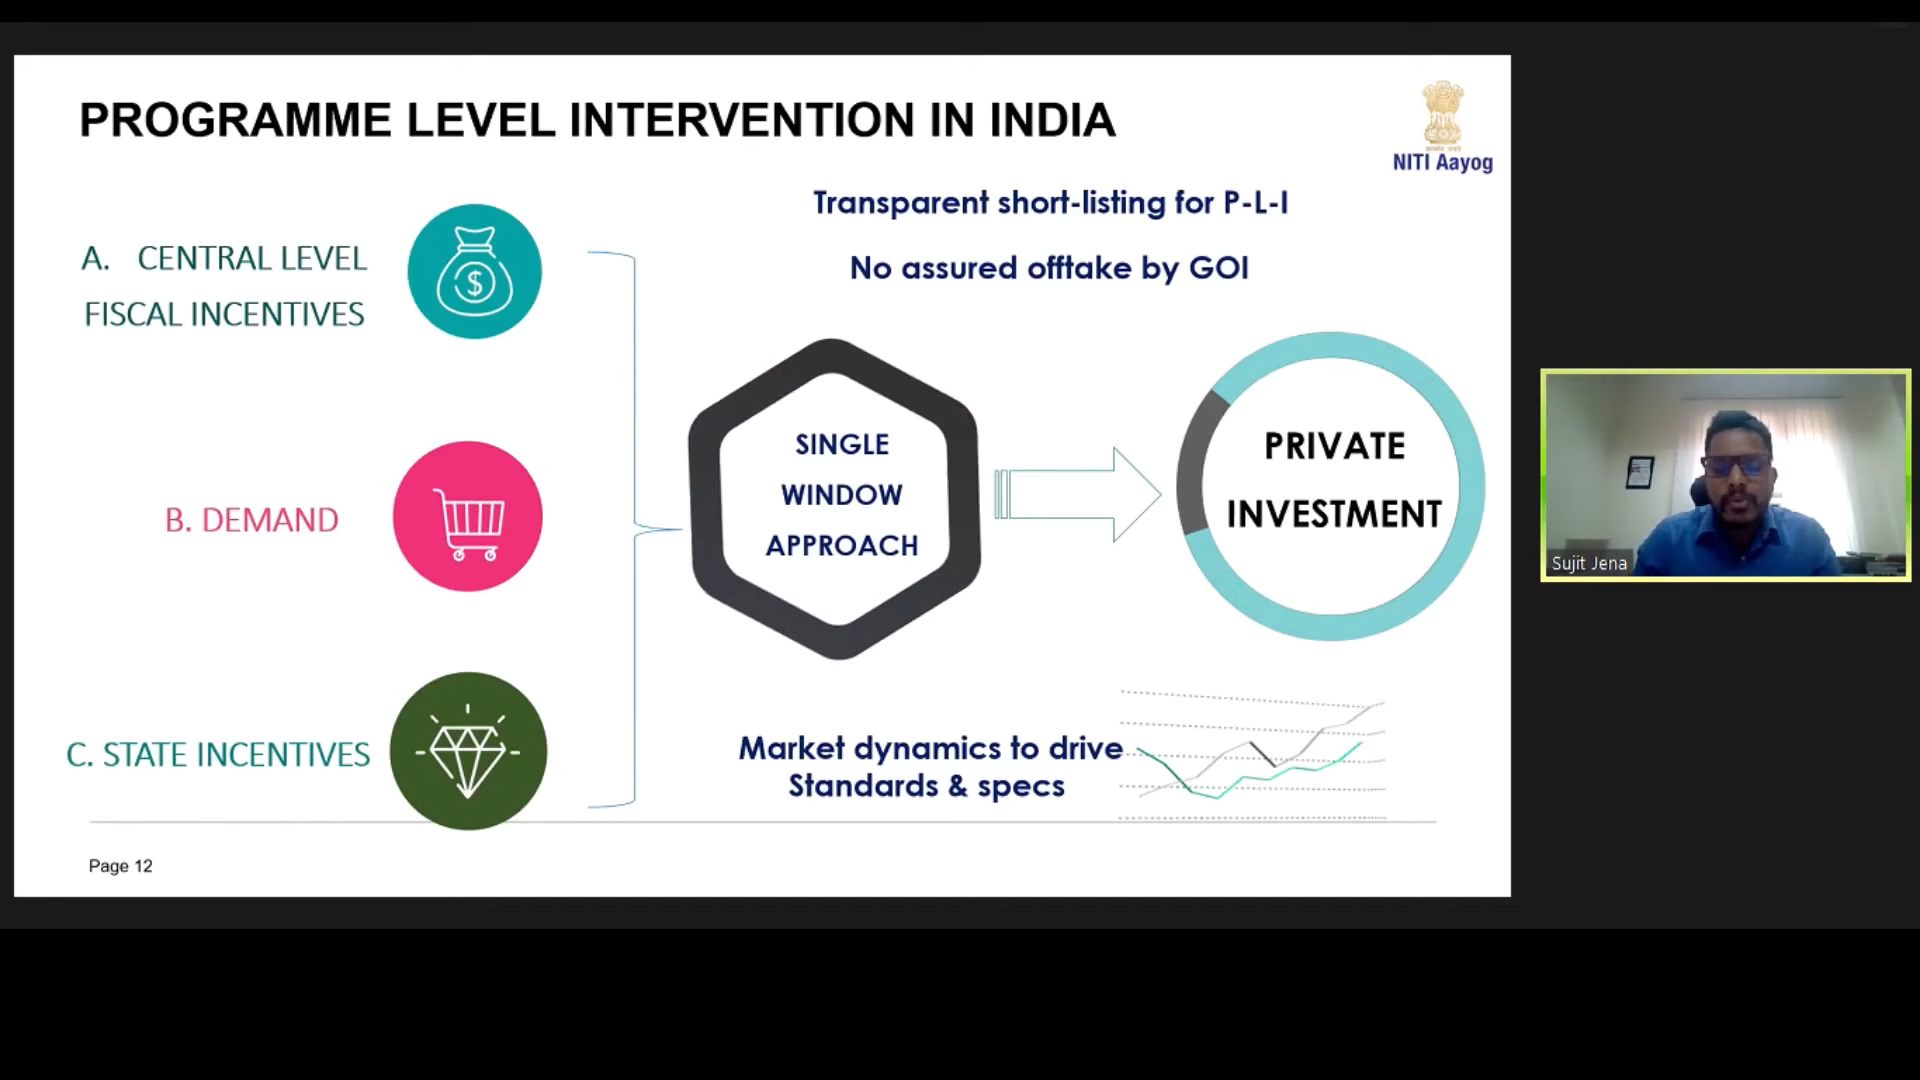 PROGRAMME LEVEL INTERVENTION IN INDIA
NITI Aayog
Transparent short-listing for P-L-I
No assured offtake by GOI
A. CENTRAL LEVEL
FISCAL INCENTIVES
$
B. DEMAND
C. STATE INCENTIVES
SINGLE
WINDOW
APPROACH
PRIVATE
INVESTMENT
Market dynamics to drive
Standards & specs
Page 12
Sujit Jena